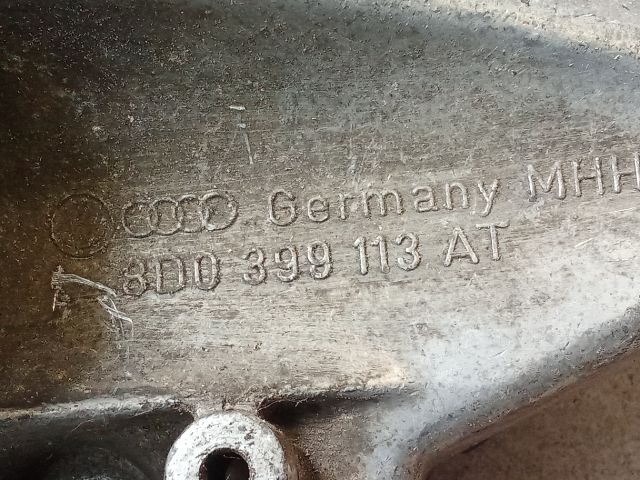 Germany MHH
8D0 399 113 AT